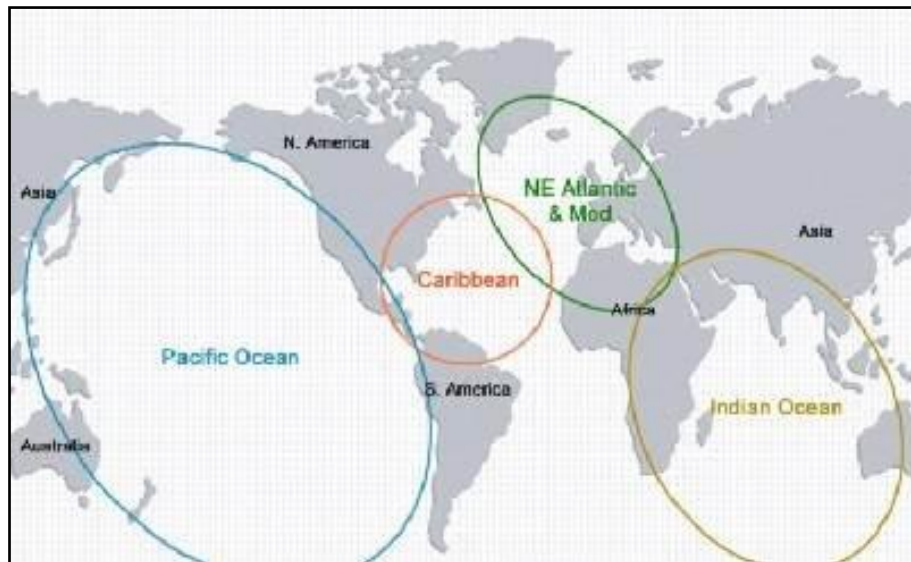 N. America
NE Atlantic
& Med
Asia
Asia
Caribbean
Africa
Pacific Ocean
S. America
Indian Ocean
Australia